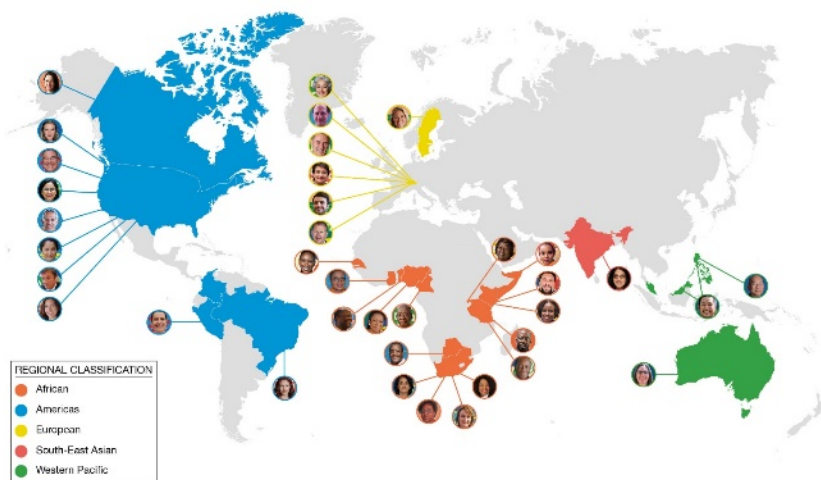 REGIONAL CLASSIFICATION
African
Americas
European
South-East Asian
Western Pacific